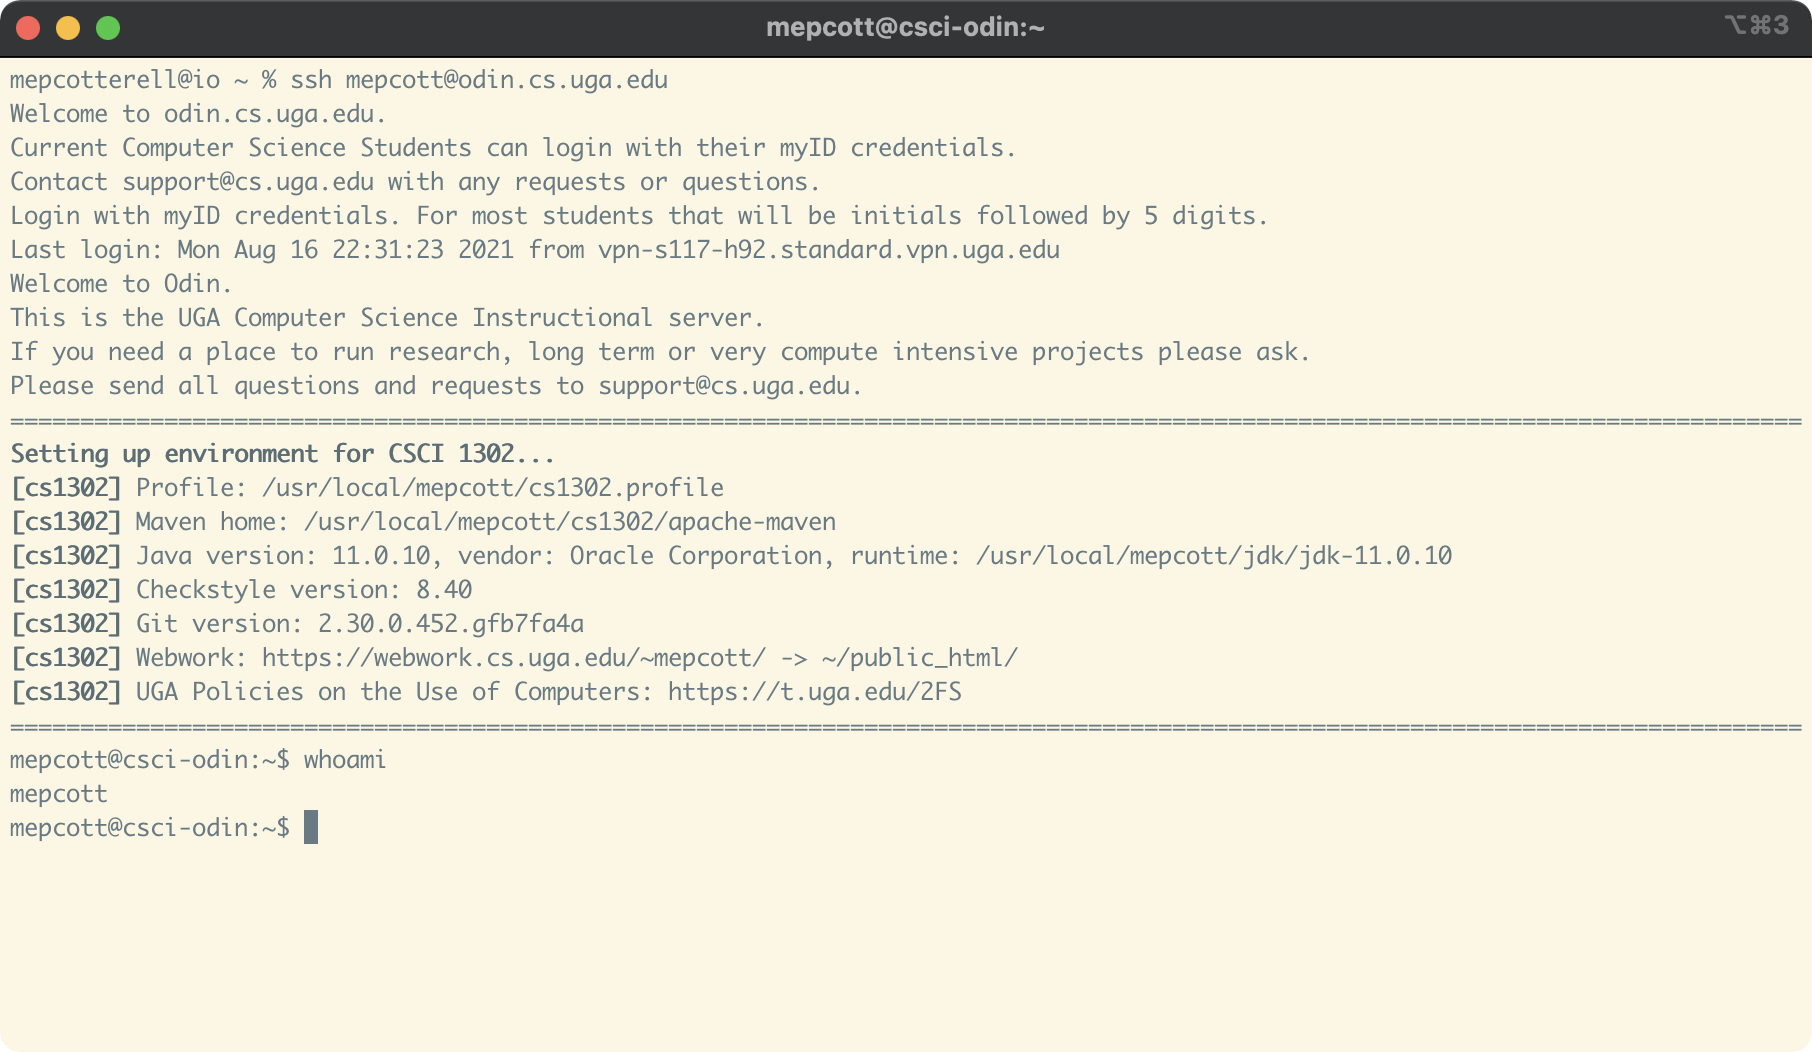 mepcott@csci-odin:~
⌥⌘3
mepcotterell@io ~ % ssh mepcott@odin.cs.uga.edu
Welcome to odin.cs.uga.edu.
Current Computer Science Students can login with their myID credentials.
Contact support@cs.uga.edu with any requests or questions.
Login with myID credentials. For most students that will be initials followed by 5 digits.
Last login: Mon Aug 16 22:31:23 2021 from vpn-s117-h92.standard.vpn.uga.edu
Welcome to Odin.
This is the UGA Computer Science Instructional server.
If you need a place to run research, long term or very compute intensive projects please ask.
Please send all questions and requests to support@cs.uga.edu.
================================================================================================================================
Setting up environment for CSCI 1302...
[cs1302] Profile: /usr/local/mepcott/cs1302.profile
[cs1302] Maven home: /usr/local/mepcott/cs1302/apache-maven
[cs1302] Java version: 11.0.10, vendor: Oracle Corporation, runtime: /usr/local/mepcott/jdk/jdk-11.0.10
[cs1302] Checkstyle version: 8.40
[cs1302] Git version: 2.30.0.452.gfb7fa4a
[cs1302] Webwork: https://webwork.cs.uga.edu/~mepcott/ -> ~/public_html/
[cs1302] UGA Policies on the Use of Computers: https://t.uga.edu/2FS
================================================================================================================================
mepcott@csci-odin:~$ whoami
mepcott
mepcott@csci-odin:~$